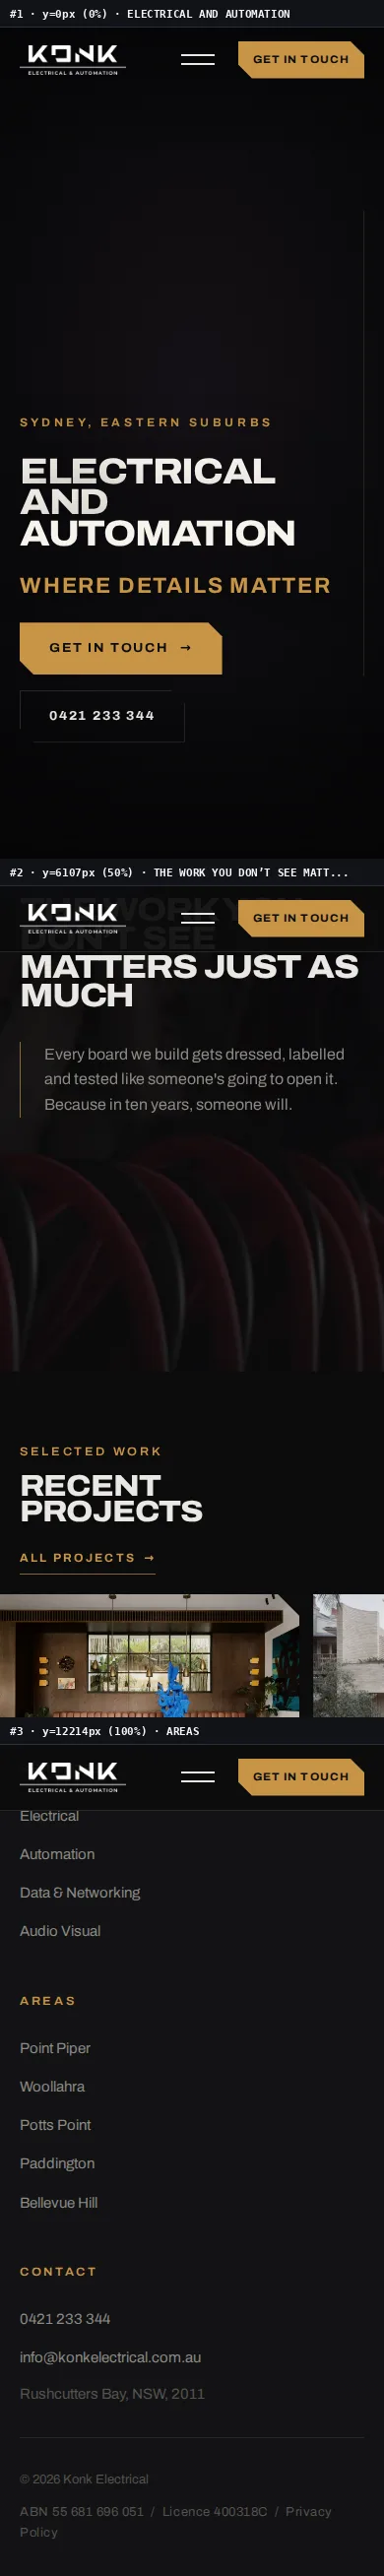 #1 · y=0px (0%) · ELECTRICAL AND AUTOMATION
KONK
ELECTRICAL & AUTOMATION
GET IN TOUCH
SYDNEY, EASTERN SUBURBS
ELECTRICAL
AND
AUTOMATION
WHERE DETAILS MATTER
GET IN TOUCH →
0421 233 344
#2 · y=6107px (50%) · THE WORK YOU DON’T SEE MATT...
THE WORK YOU
KONK
ELECTRICAL & AUTOMATION
GET IN TOUCH
DON'T SEE
MATTERS JUST AS
MUCH
Every board we build gets dressed, labelled
and tested like someone's going to open it.
Because in ten years, someone will.
SELECTED WORK
RECENT
PROJECTS
ALL PROJECTS →
#3 · y=12214px (100%) · AREAS
KONK
ELECTRICAL & AUTOMATION
GET IN TOUCH
Electrical
Automation
Data & Networking
Audio Visual
AREAS
Point Piper
Woollahra
Potts Point
Paddington
Bellevue Hill
CONTACT
0421 233 344
info@konkelectrical.com.au
Rushcutters Bay, NSW, 2011
© 2026 Konk Electrical
ABN 55 681 696 051 / Licence 400318C / Privacy
Policy